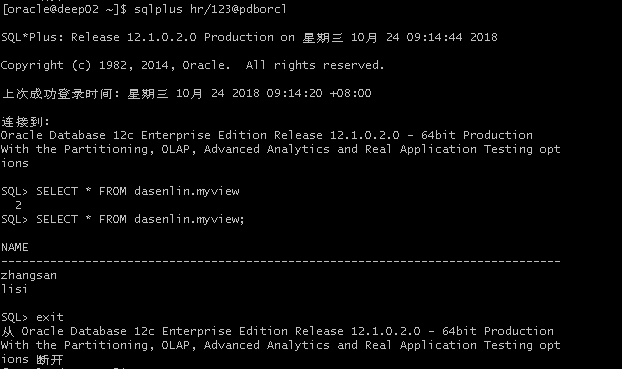 [oracle@deep02 ~]$ sqlplus hr/123@pdborcl
SQL*Plus: Release 12.1.0.2.0 Production on 星期三 10月 24 09:14:44 2018
Copyright (c) 1982, 2014, Oracle.  All rights reserved.
上次成功登录时间: 星期三 10月 24 2018 09:14:20 +08:00
连接到:
Oracle Database 12c Enterprise Edition Release 12.1.0.2.0 - 64bit Production
With the Partitioning, OLAP, Advanced Analytics and Real Application Testing opt
ions
SQL> SELECT * FROM dasenlin.myview
  2
SQL> SELECT * FROM dasenlin.myview;
NAME
--------------------------------------------------------------------------------
zhangsan
lisi
SQL> exit
从 Oracle Database 12c Enterprise Edition Release 12.1.0.2.0 - 64bit Production
With the Partitioning, OLAP, Advanced Analytics and Real Application Testing opt
ions 断开